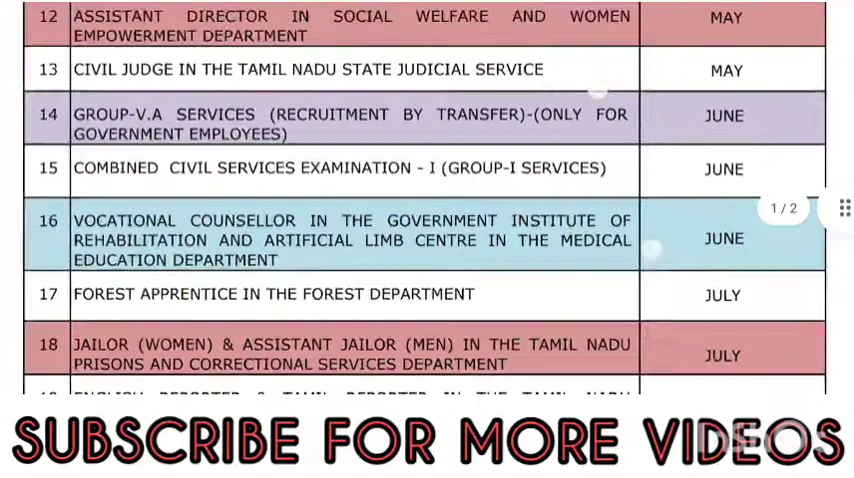 12 ASSISTANT DIRECTOR IN SOCIAL WELFARE AND WOMEN MAY
EMPOWERMENT DEPARTMENT
13 CIVIL JUDGE IN THE TAMIL NADU STATE JUDICIAL SERVICE MAY
14 GROUP-V.A SERVICES (RECRUITMENT BY TRANSFER)-(ONLY FOR JUNE
GOVERNMENT EMPLOYEES)
15 COMBINED CIVIL SERVICES EXAMINATION - I (GROUP-I SERVICES) JUNE
1 / 2
16 VOCATIONAL COUNSELLOR IN THE GOVERNMENT INSTITUTE OF
REHABILITATION AND ARTIFICIAL LIMB CENTRE IN THE MEDICAL JUNE
EDUCATION DEPARTMENT
17 FOREST APPRENTICE IN THE FOREST DEPARTMENT JULY
18 JAILOR (WOMEN) & ASSISTANT JAILOR (MEN) IN THE TAMIL NADU JULY
PRISONS AND CORRECTIONAL SERVICES DEPARTMENT
SUBSCRIBE FOR MORE VIDEOS